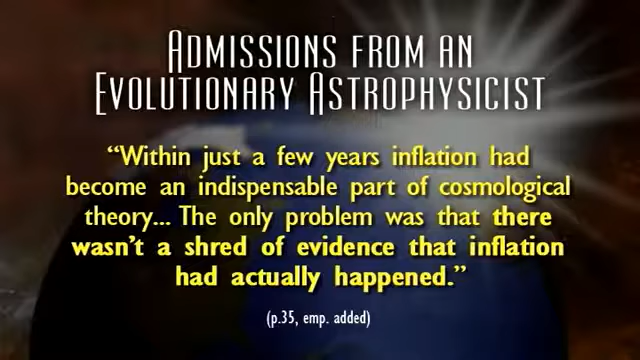 ADMISSIONS FROM AN
EVOLUTIONARY ASTROPHYSICIST
“Within just a few years inflation had
become an indispensable part of cosmological
theory... The only problem was that there
wasn’t a shred of evidence that inflation
had actually happened.”
(p.35, emp. added)